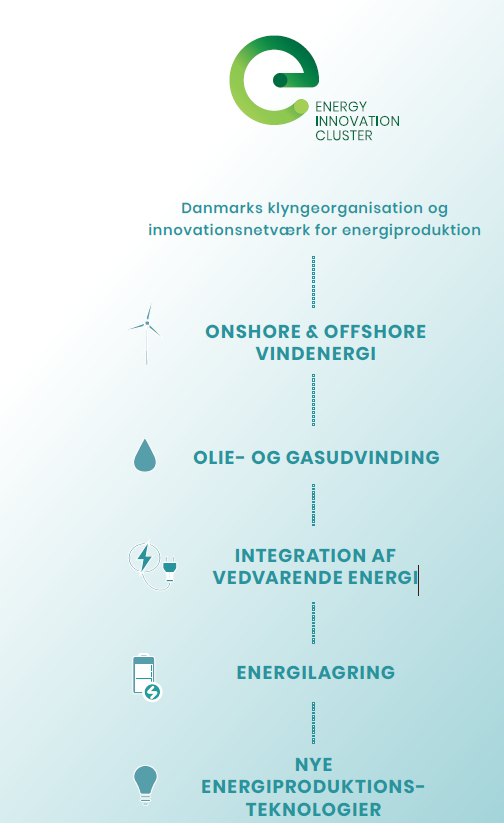 ENERGY
INNOVATION
CLUSTER
Danmarks klyngeorganisation og
innovationsnetværk for energiproduktion
ONSHORE & OFFSHORE
VINDENERGI
OLIE- OG GASUDVINDING
INTEGRATION AF
VEDVARENDE ENERGI
ENERGILAGRING
NYE
ENERGIPRODUKTIONS-
TEKNOLOGIER